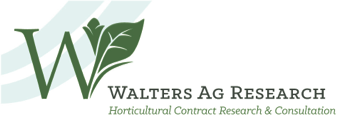 W
Walters Ag Research
Horticultural Contract Research & Consultation